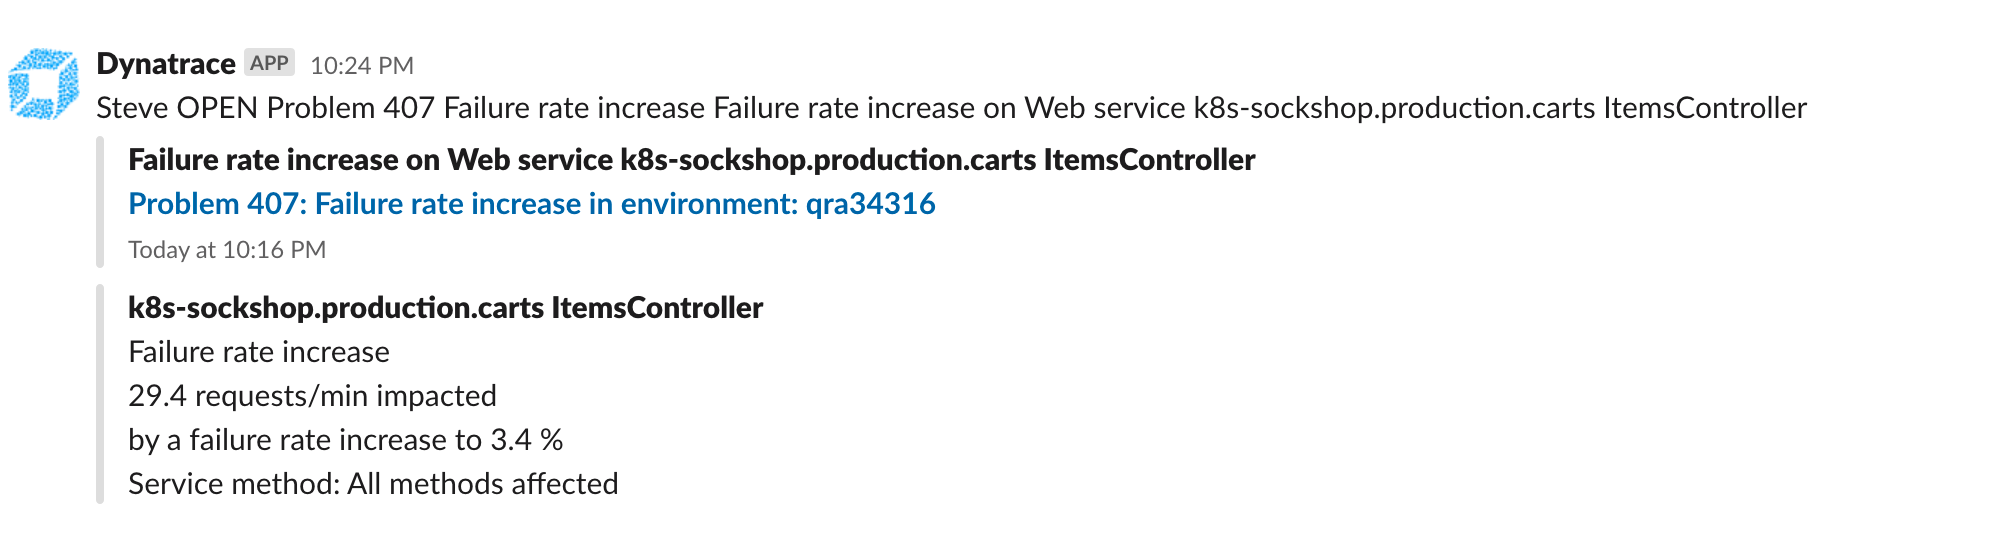 Dynatrace APP 10:24 PM
Steve OPEN Problem 407 Failure rate increase Failure rate increase on Web service k8s-sockshop.production.carts ItemsController
Failure rate increase on Web service k8s-sockshop.production.carts ItemsController
Problem 407: Failure rate increase in environment: qra34316
Today at 10:16 PM
k8s-sockshop.production.carts ItemsController
Failure rate increase
29.4 requests/min impacted
by a failure rate increase to 3.4 %
Service method: All methods affected